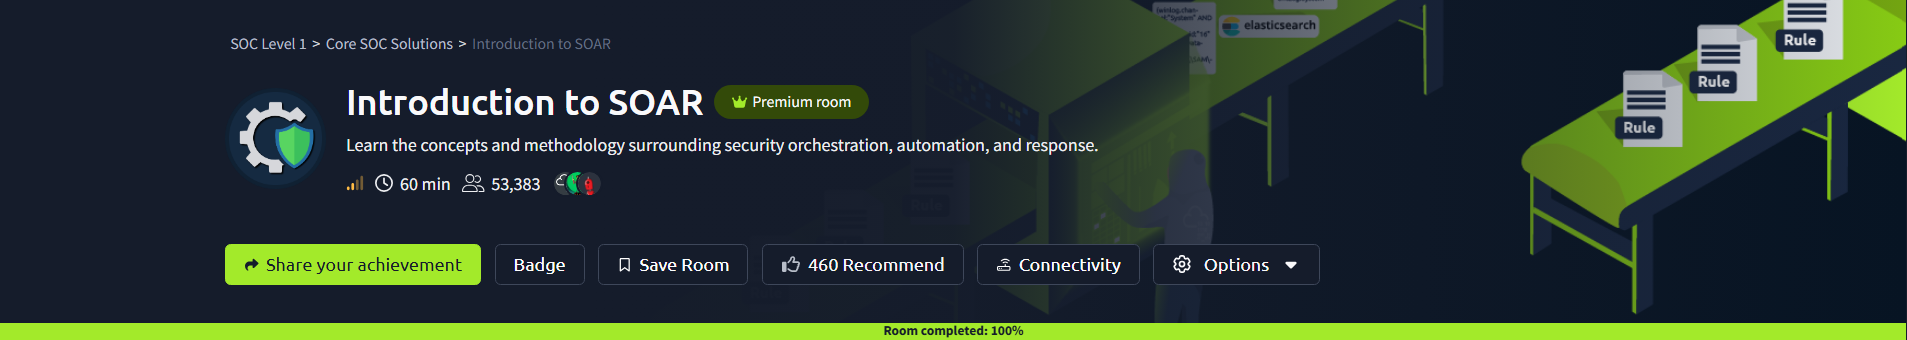 SOC Level 1 > Core SOC Solutions > Introduction to SOAR
Introduction to SOAR
Premium room
Learn the concepts and methodology surrounding security orchestration, automation, and response.
60 min 53,383
Share your achievement
Badge
Save Room
460 Recommend
Connectivity
Options
elasticsearch
Rule
Rule
Rule
Room completed: 100%